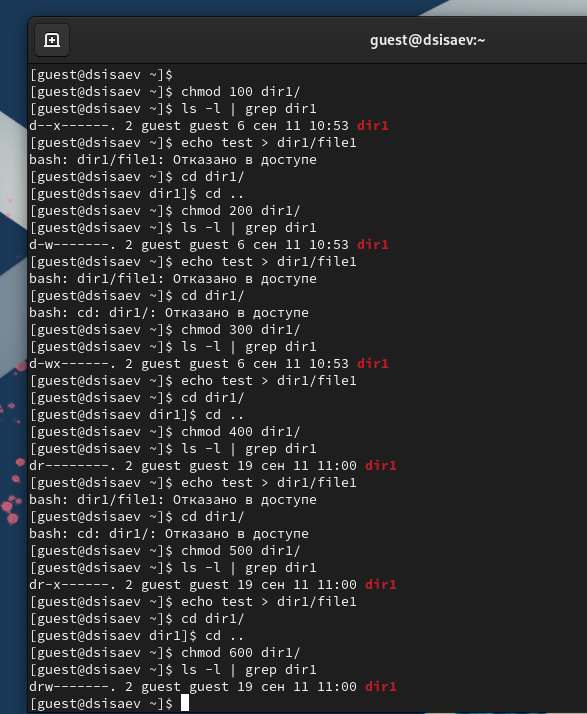 guest@dsisaev:~
[guest@dsisaev ~]$
[guest@dsisaev ~]$ chmod 100 dir1/
[guest@dsisaev ~]$ ls -l | grep dir1
d--x------. 2 guest guest 6 сен 11 10:53 dir1
[guest@dsisaev ~]$ echo test > dir1/file1
bash: dir1/file1: Отказано в доступе
[guest@dsisaev ~]$ cd dir1/
[guest@dsisaev dir1]$ cd ..
[guest@dsisaev ~]$ chmod 200 dir1/
[guest@dsisaev ~]$ ls -l | grep dir1
d-w-------. 2 guest guest 6 сен 11 10:53 dir1
[guest@dsisaev ~]$ echo test > dir1/file1
bash: dir1/file1: Отказано в доступе
[guest@dsisaev ~]$ cd dir1/
bash: cd: dir1/: Отказано в доступе
[guest@dsisaev ~]$ chmod 300 dir1/
[guest@dsisaev ~]$ ls -l | grep dir1
d-wx------. 2 guest guest 6 сен 11 10:53 dir1
[guest@dsisaev ~]$ echo test > dir1/file1
[guest@dsisaev ~]$ cd dir1/
[guest@dsisaev dir1]$ cd ..
[guest@dsisaev ~]$ chmod 400 dir1/
[guest@dsisaev ~]$ ls -l | grep dir1
dr--------. 2 guest guest 19 сен 11 11:00 dir1
[guest@dsisaev ~]$ echo test > dir1/file1
bash: dir1/file1: Отказано в доступе
[guest@dsisaev ~]$ cd dir1/
bash: cd: dir1/: Отказано в доступе
[guest@dsisaev ~]$ chmod 500 dir1/
[guest@dsisaev ~]$ ls -l | grep dir1
dr-x------. 2 guest guest 19 сен 11 11:00 dir1
[guest@dsisaev ~]$ echo test > dir1/file1
[guest@dsisaev ~]$ cd dir1/
[guest@dsisaev dir1]$ cd ..
[guest@dsisaev ~]$ chmod 600 dir1/
[guest@dsisaev ~]$ ls -l | grep dir1
drw-------. 2 guest guest 19 сен 11 11:00 dir1
[guest@dsisaev ~]$